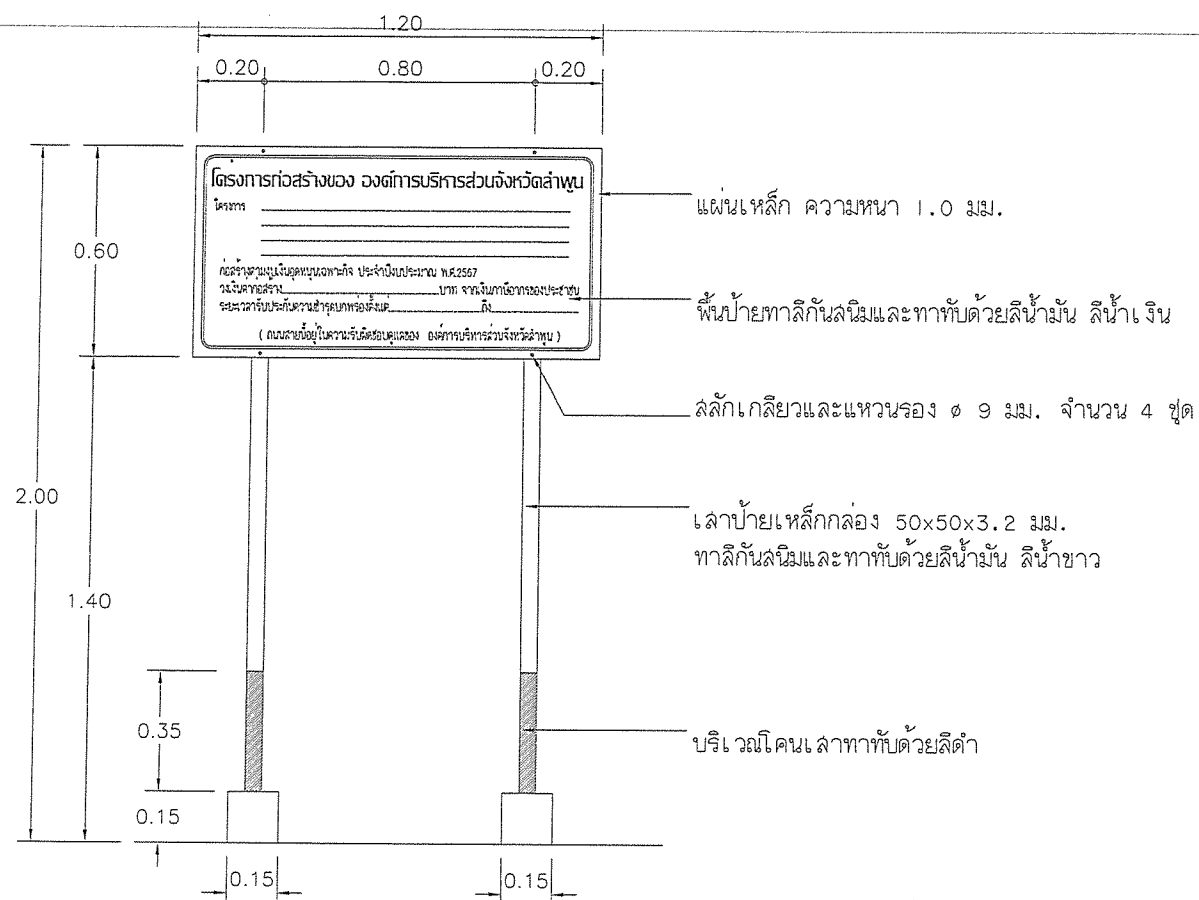 1.20
0.20 0.80 0.20
โครงการก่อสร้างของ องค์การบริหารส่วนจังหวัดลำพูน
โครงการ
ก่อสร้างตามงบเงินอุดหนุนเฉพาะกิจ ประจำปีงบประมาณ พ.ศ.2567
วงเงินค่าก่อสร้าง บาท จากเงินภาษีอากรของประชาชน
ระยะเวลารับประกันความชำรุดบกพร่องตั้งแต่ ถึง
( ถนนสายนี้อยู่ในความรับผิดชอบดูแลของ องค์การบริหารส่วนจังหวัดลำพูน )
แผ่นเหล็ก ความหนา 1.0 มม.
0.60
พื้นป้ายทาสีกันสนิมและทาทับด้วยสีน้ำมัน สีน้ำเงิน
สลักเกลียวและแหวนรอง ø 9 มม. จำนวน 4 ชุด
2.00
เสาป้ายเหล็กกล่อง 50x50x3.2 มม.
ทาสีกันสนิมและทาทับด้วยสีน้ำมัน สีน้ำขาว
1.40
0.35
บริเวณโคนเสาทาทับด้วยสีดำ
0.15
0.15 0.15